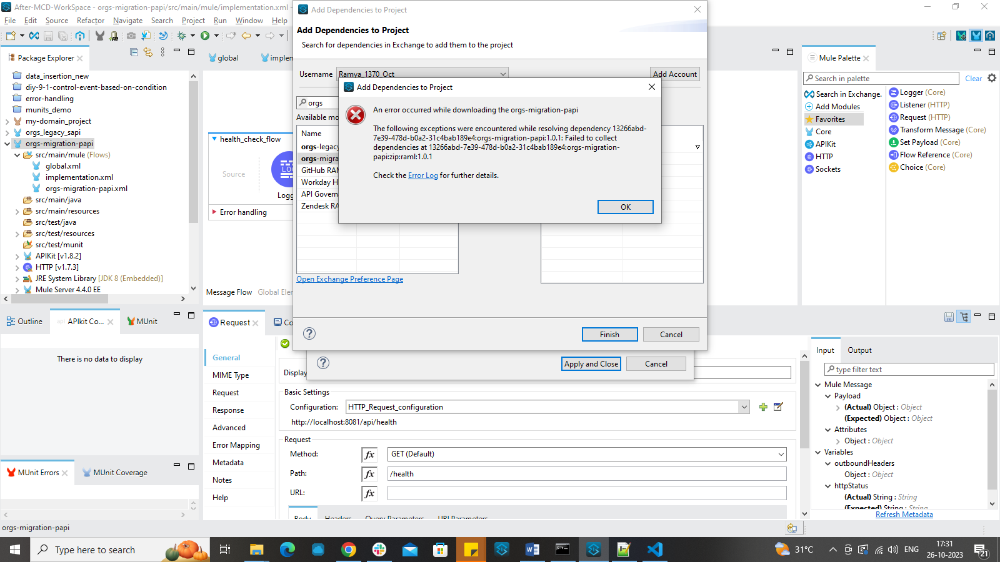 After-MCD-WorkSpace - orgs-migration-papi/src/main/mule/implementation.xml -
File Edit Source Refactor Navigate Search Project Run Window Help
Package Explorer
data_insertion_new
diy-9-1-control-event-based-on-condition
error-handling
munits_demo
my-domain_project
orgs_legacy_sapi
orgs-migration-papi
src/main/mule (Flows)
global.xml
implementation.xml
orgs-migration-papi.xml
src/main/java
src/main/resources
src/test/java
src/test/resources
src/test/munit
APIKit [v1.8.2]
HTTP [v1.7.3]
JRE System Library [JDK 8 (Embedded)]
Mule Server 4.4.0 EE
global
implem
health_check_flow
Source
LOG
Logg
Error handling
Message Flow Global Eler
Add Dependencies to Project
Add Dependencies to Project
Search for dependencies in Exchange to add them to the project
Username Ramya_1370_Oct Add Account
orgs
Available mo
Name
orgs-legacy
orgs-migra
GitHub RAM
Workday H
API Govern
Zendesk RA
Open Exchange Preference Page
Finish Cancel
Apply and Close Cancel
Add Dependencies to Project
An error occurred while downloading the orgs-migration-papi
The following exceptions were encountered while resolving dependency 13266abd-
7e39-478d-b0a2-31c4bab189e4:orgs-migration-papi:1.0.1: Failed to collect
dependencies at 13266abd-7e39-478d-b0a2-31c4bab189e4:orgs-migration-
papi:zip:raml:1.0.1
Check the Error Log for further details.
OK
Mule Palette
Search in palette Clear
Search in Exchange.
Add Modules
Favorites
Core
APIKit
HTTP
Sockets
Logger (Core)
Listener (HTTP)
Request (HTTP)
Transform Message (Core)
Set Payload (Core)
Flow Reference (Core)
Choice (Core)
Outline
api APIkit Co...
MUnit
There is no data to display
MUnit Errors
MUnit Coverage
orgs-migration-papi
Request
Co
General
MIME Type
Request
Response
Advanced
Error Mapping
Metadata
Notes
Help
Display
Basic Settings
Configuration: HTTP_Request_configuration
http://localhost:8081/api/health
Request
Method: fx GET (Default)
Path: fx /health
URL: fx
Body Headers Query Parameters URI Parameters
Input Output
type filter text
Mule Message
Payload
(Actual) Object : Object
(Expected) Object : Object
Attributes
Object : Object
Variables
outboundHeaders
Object : Object
httpStatus
(Actual) String : String
(Expected) String : String
Refresh Metadata
Type here to search
31°C
ENG
17:31
26-10-2023
21